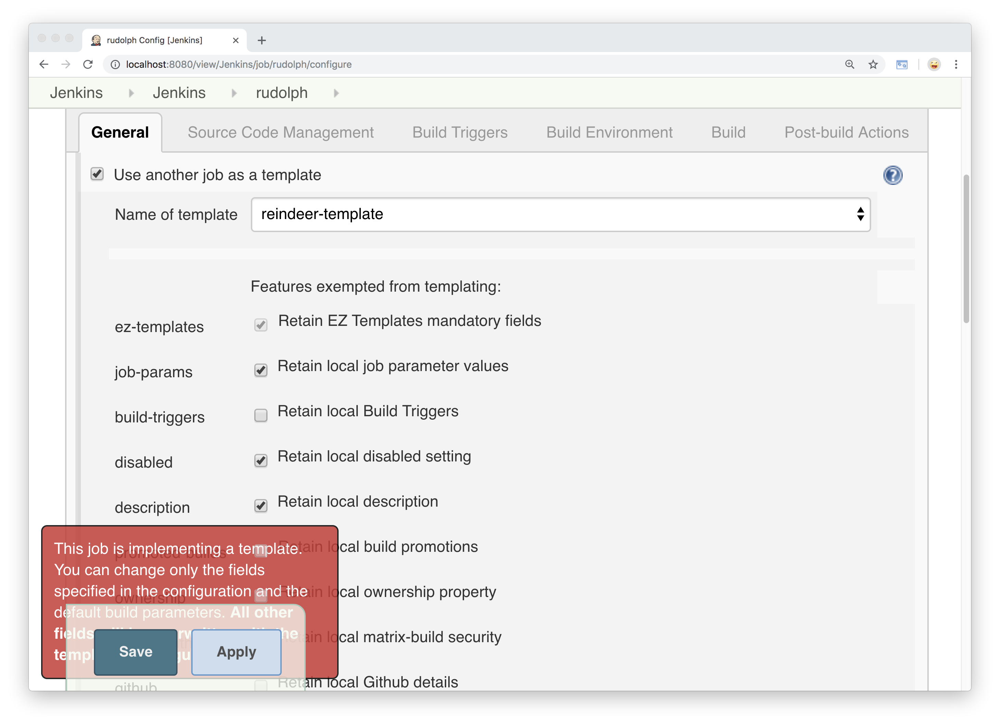 rudolph Config [Jenkins]
localhost:8080/view/Jenkins/job/rudolph/configure
Jenkins Jenkins rudolph
General Source Code Management Build Triggers Build Environment Build Post-build Actions
Use another job as a template
Name of template reindeer-template
Features exempted from templating:
ez-templates Retain EZ Templates mandatory fields
job-params Retain local job parameter values
build-triggers Retain local Build Triggers
disabled Retain local disabled setting
description Retain local description
promoted-builds Retain local build promotions
ownership Retain local ownership property
Retain local matrix-build security
github Retain local Github details
This job is implementing a template.
You can change only the fields
specified in the configuration and the
default build parameters. All other
fields the
Save Apply